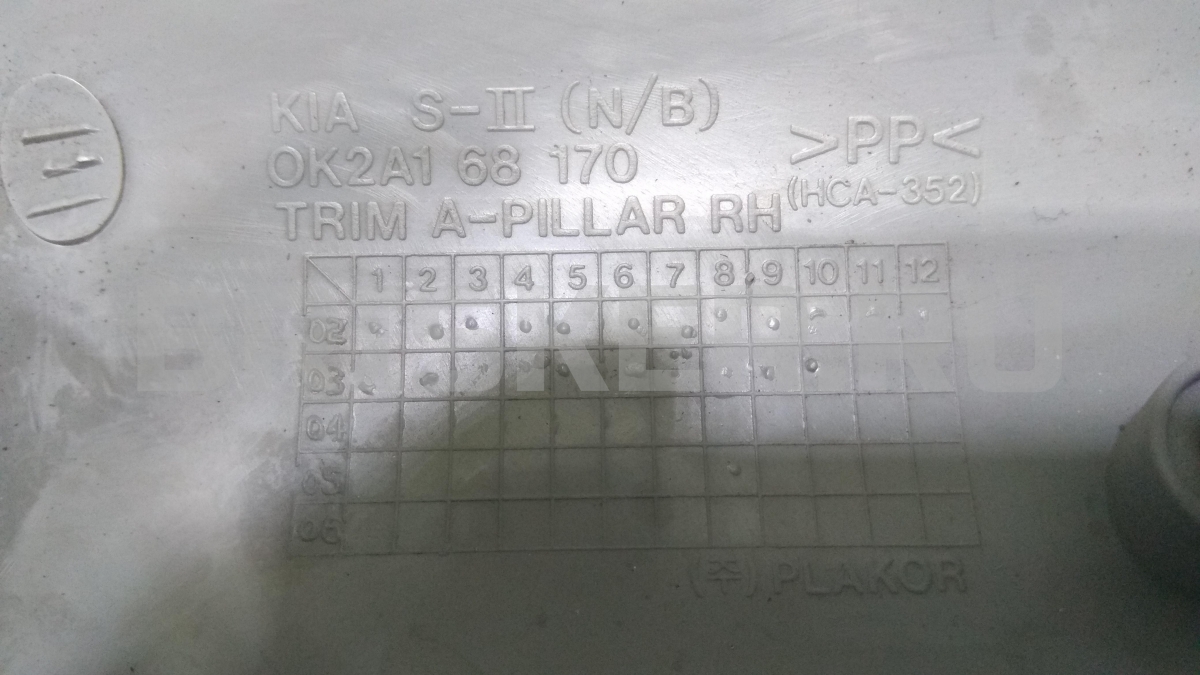 KIA S-II (N/B)
OK2A1 68 170
TRIM A-PILLAR RH
>PP<
(HCA-352)
1 2 3 4 5 6 7 8 9 10 11 12
02
03
04
05
06
(주) PLAKOR